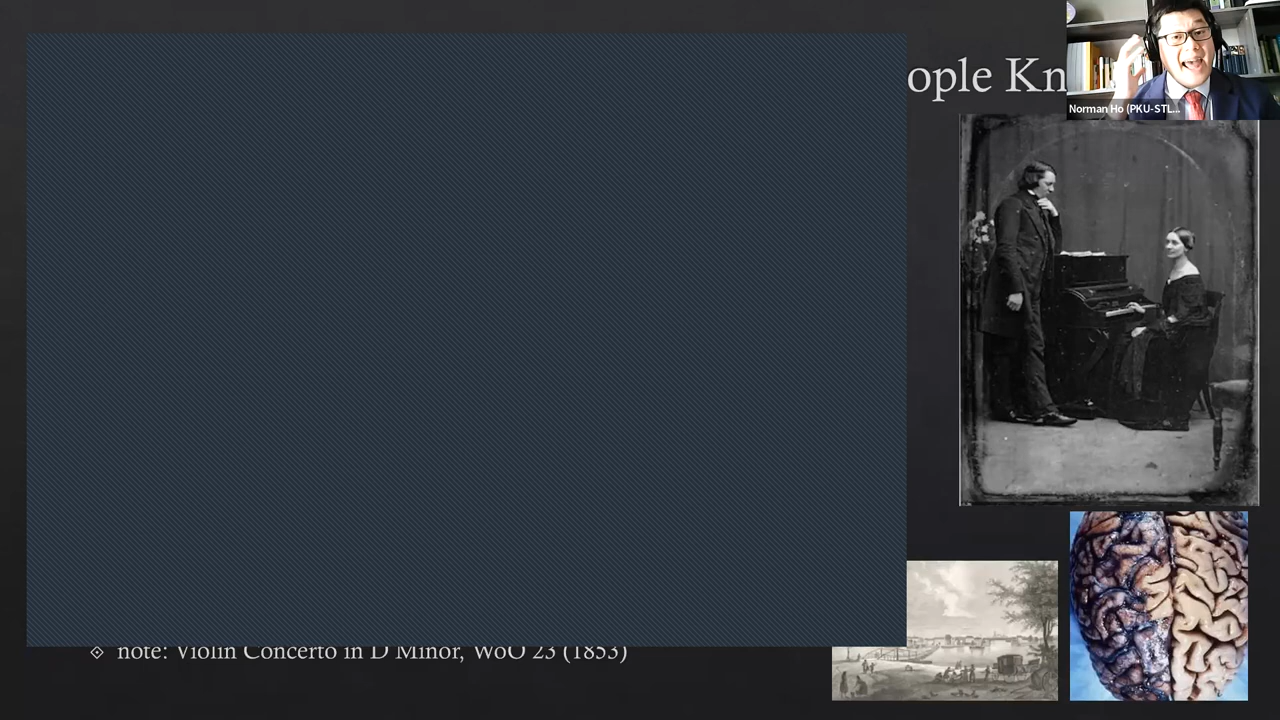 ople Kn
Norman Ho (PKU-STL...
note: Violin Concerto in D Minor, WoO 23 (1853)